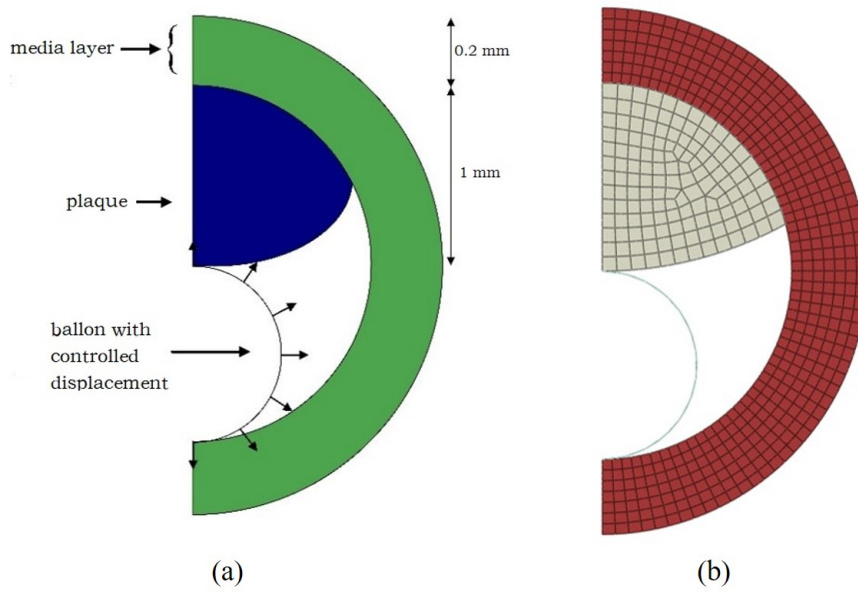 media layer
0.2 mm
1 mm
plaque
ballon with
controlled
displacement
(a)
(b)